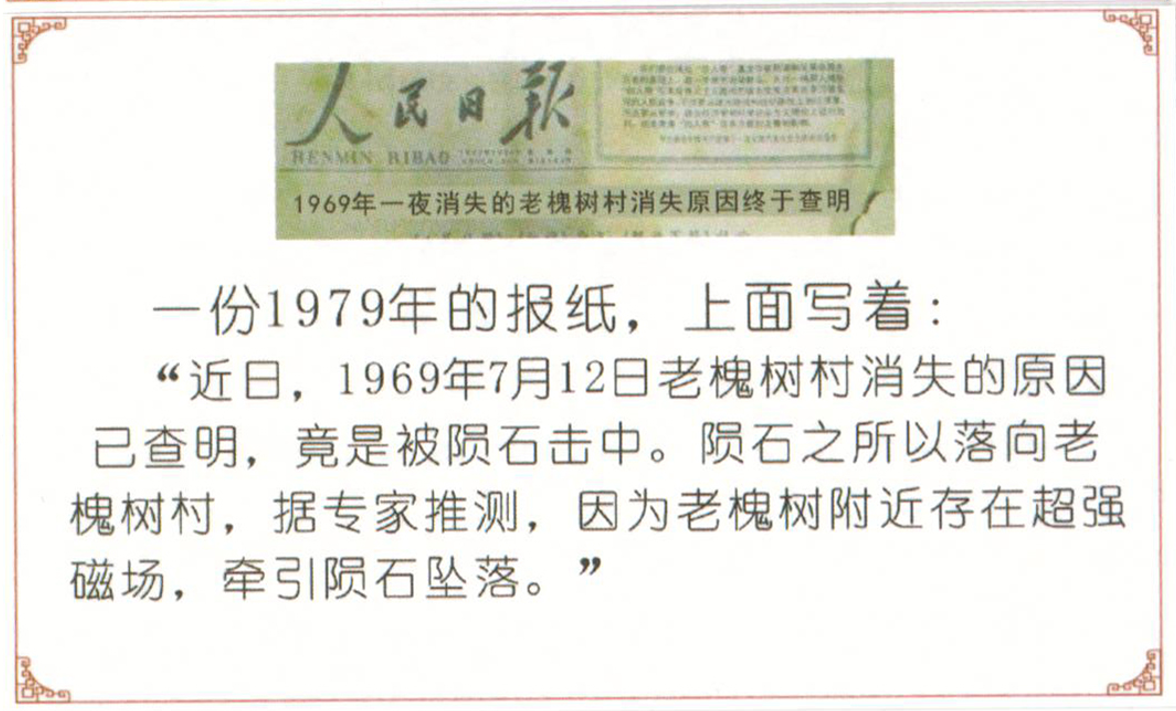 人民日报
RENMIN RIBAO
1969年一夜消失的老槐树村消失原因终于查明
一份1979年的报纸，上面写着：
“近日，1969年7月12日老槐树村消失的原因
已查明，竟是被陨石击中。陨石之所以落向老
槐树村，据专家推测，因为老槐树附近存在超强
磁场，牵引陨石坠落。”